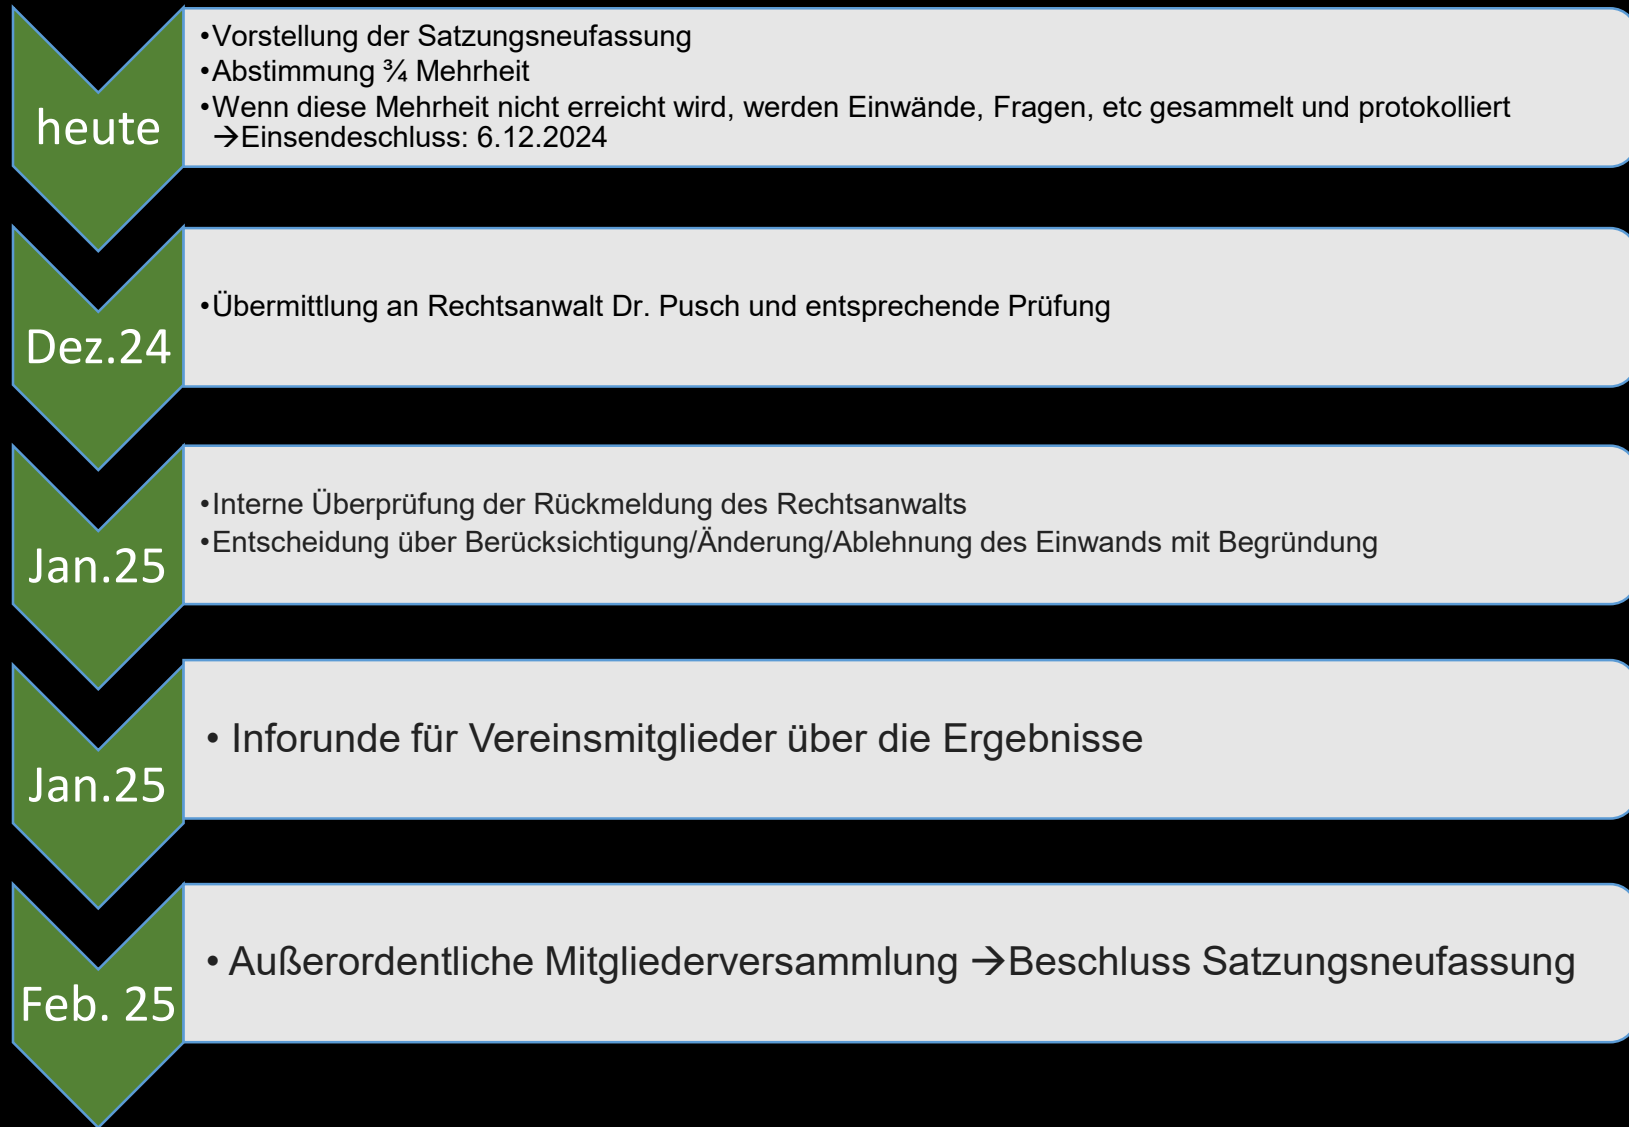 heute
•Vorstellung der Satzungsneufassung
•Abstimmung ¾ Mehrheit
•Wenn diese Mehrheit nicht erreicht wird, werden Einwände, Fragen, etc gesammelt und protokolliert
→Einsendeschluss: 6.12.2024
Dez.24
•Übermittlung an Rechtsanwalt Dr. Pusch und entsprechende Prüfung
Jan.25
•Interne Überprüfung der Rückmeldung des Rechtsanwalts
•Entscheidung über Berücksichtigung/Änderung/Ablehnung des Einwands mit Begründung
Jan.25
• Inforunde für Vereinsmitglieder über die Ergebnisse
Feb. 25
• Außerordentliche Mitgliederversammlung →Beschluss Satzungsneufassung